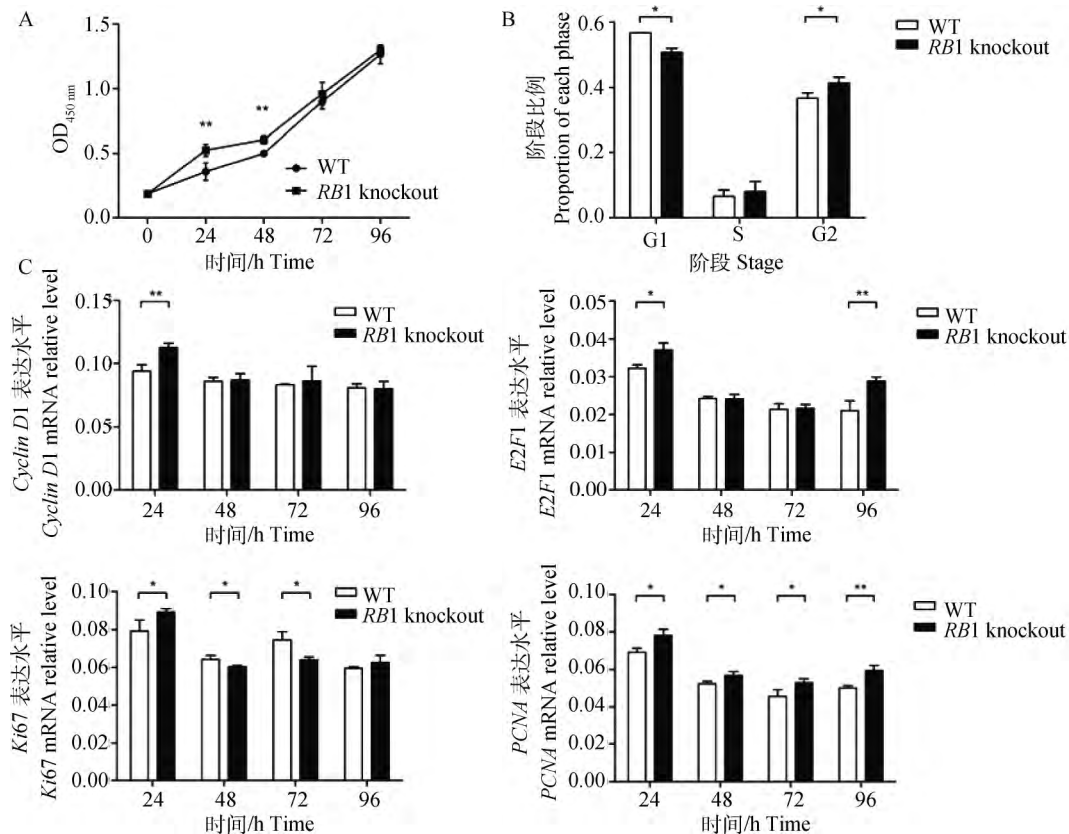 A
OD450 nm
1.5
1.0
0.5
0.0
**
**
WT
RB1 knockout
0 24 48 72 96
时间/h Time
B
阶段比例
Proportion of each phase
0.6
0.4
0.2
0.0
*
*
WT
RB1 knockout
G1 S G2
阶段 Stage
C
Cyclin D1 表达水平
Cyclin D1 mRNA relative level
0.15
0.10
0.05
0.00
**
WT
RB1 knockout
24 48 72 96
时间/h Time
E2F1 表达水平
E2F1 mRNA relative level
0.05
0.04
0.03
0.02
0.01
0.00
*
**
WT
RB1 knockout
24 48 72 96
时间/h Time
Ki67 表达水平
Ki67 mRNA relative level
0.10
0.08
0.06
0.04
0.02
0.00
*
*
*
WT
RB1 knockout
24 48 72 96
时间/h Time
PCNA 表达水平
PCNA mRNA relative level
0.10
0.08
0.06
0.04
0.02
0.00
*
*
*
**
WT
RB1 knockout
24 48 72 96
时间/h Time